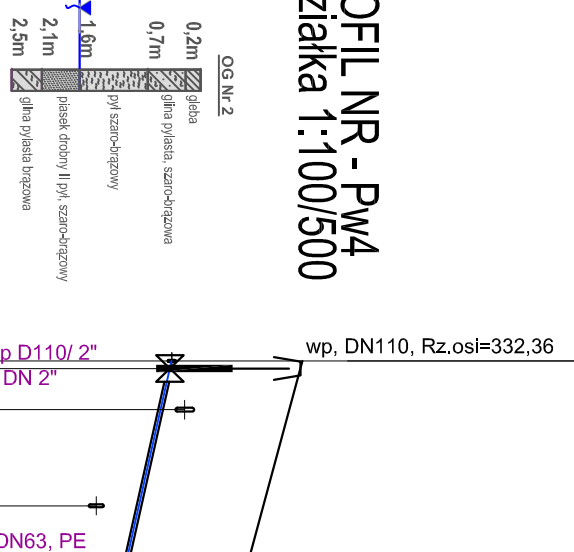 OFIL NR - Pw4
ziałka 1:100/500
OG Nr 2
0,2m
gleba
0,7m
glina pylasta, szaro-brązowa
1,6m
pył szaro-brązowy
2,1m
piasek drobny II pył, szaro-brązowy
2,5m
glina pylasta brązowa
p D110/ 2"
DN 2"
wp, DN110, Rz.osi=332,36
DN63, PE